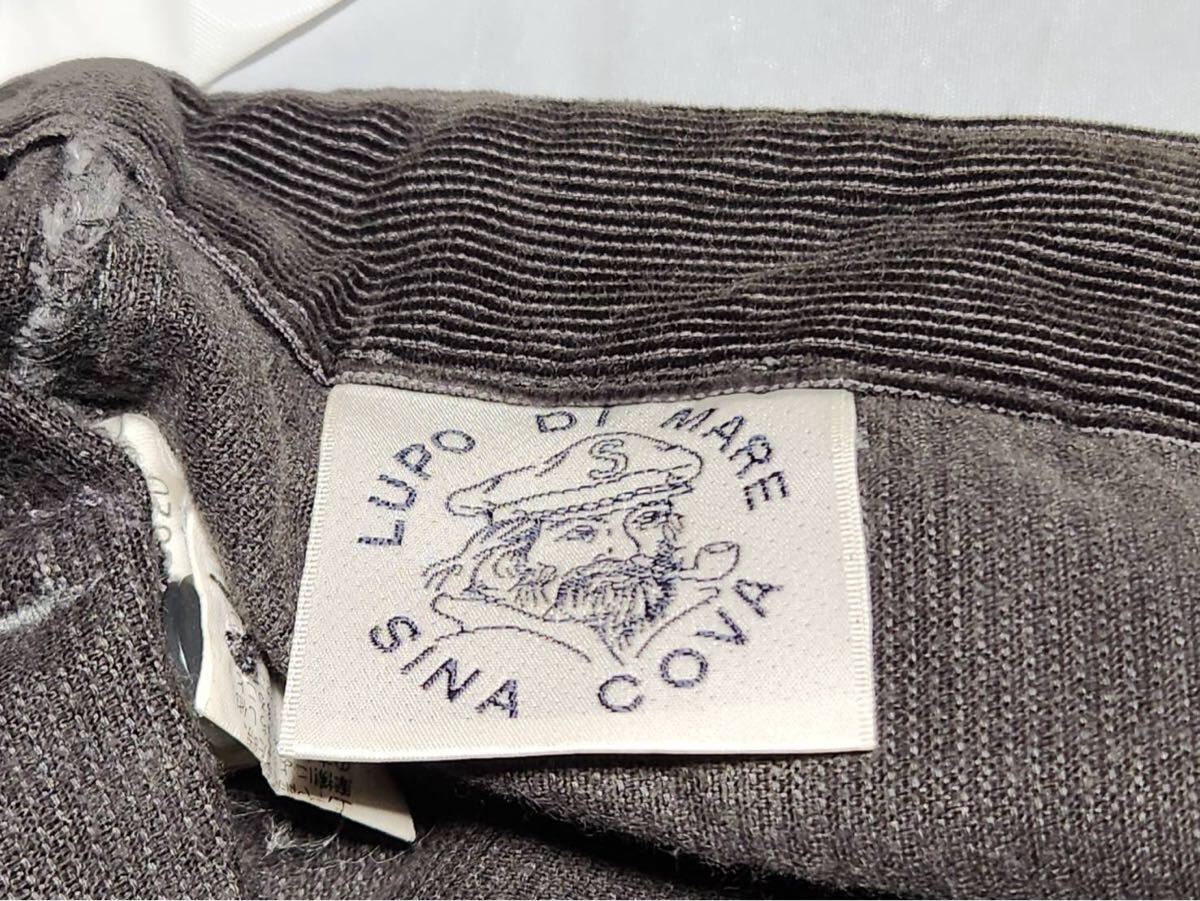 LUPO DI MARE
S
SINA COVA